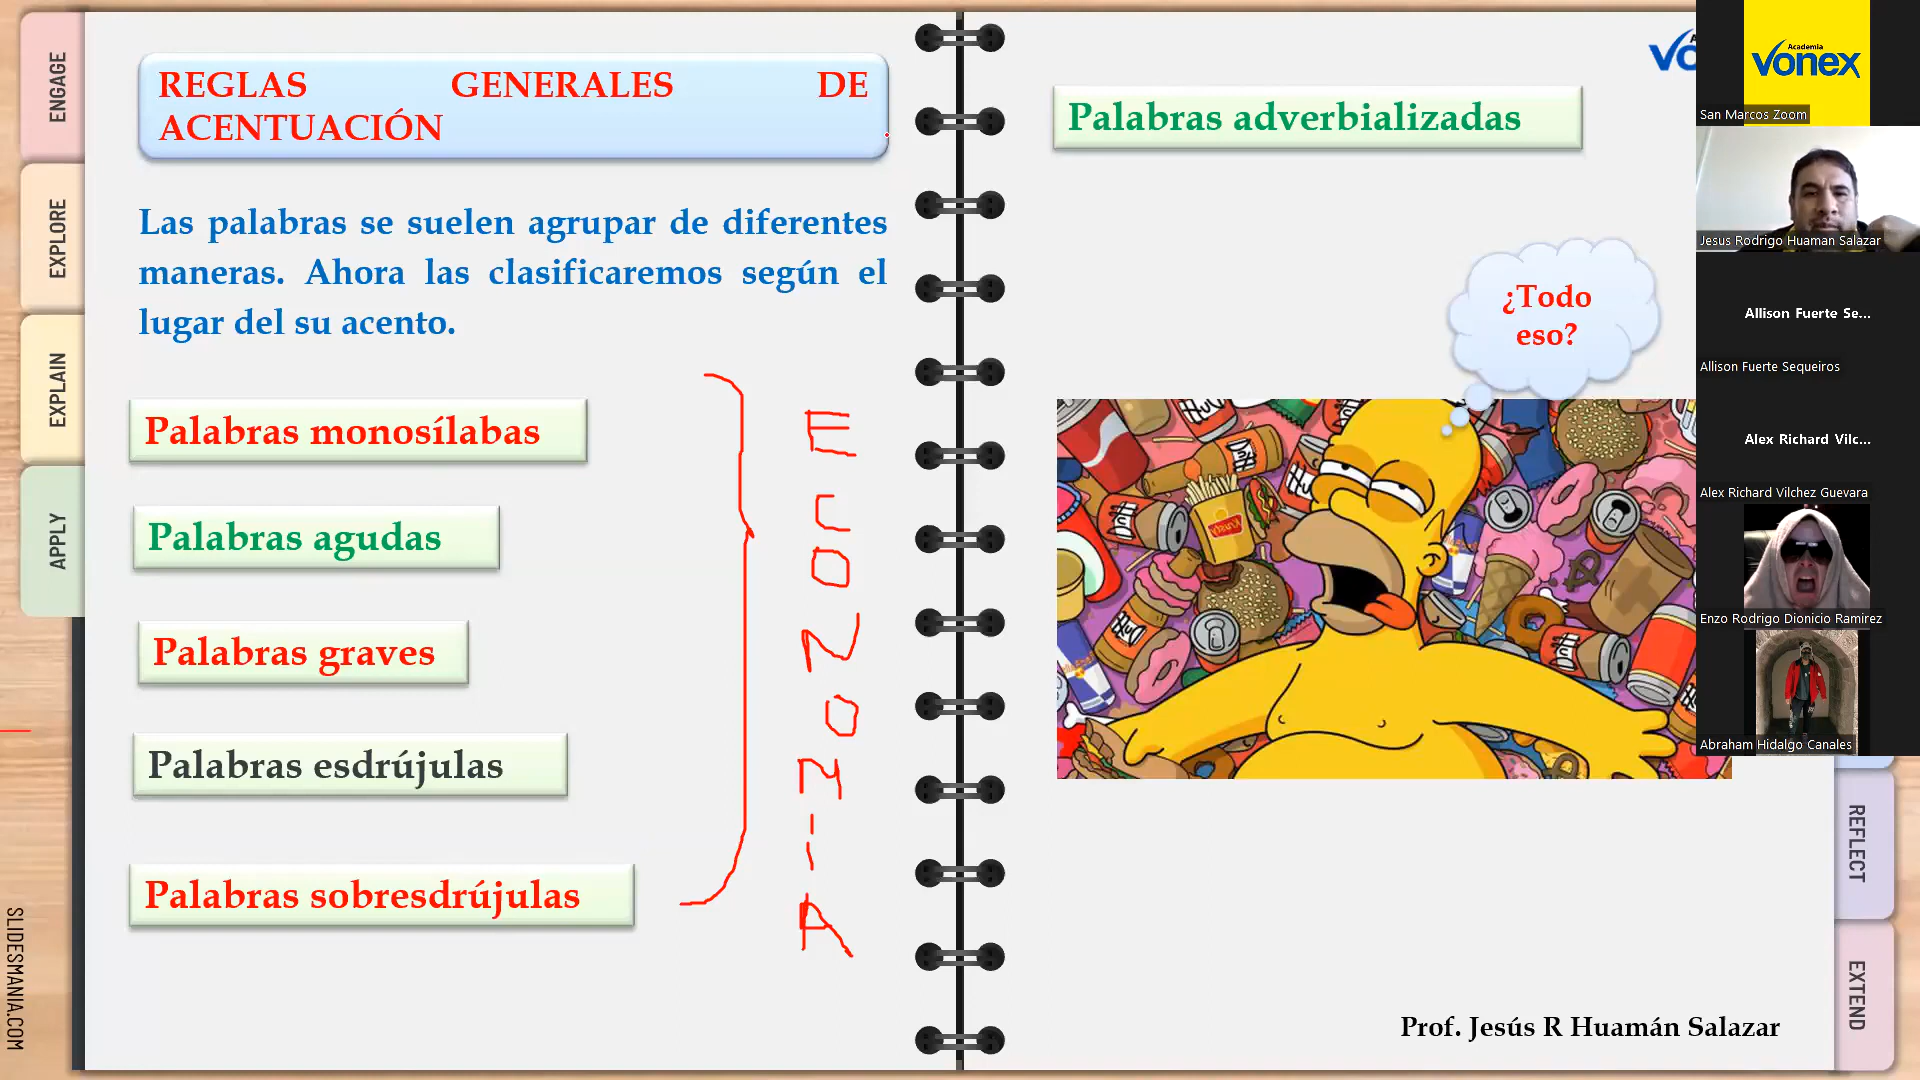 ENGAGE
EXPLORE
EXPLAIN
APPLY
SLIDESMANIA.COM
REGLAS GENERALES DE
ACENTUACIÓN
Las palabras se suelen agrupar de diferentes
maneras. Ahora las clasificaremos según el
lugar del su acento.
Palabras monosílabas
Palabras agudas
Palabras graves
Palabras esdrújulas
Palabras sobresdrújulas
E
C
O
N
O
M
I
A
Palabras adverbializadas
¿Todo
eso?
Krusty
Prof. Jesús R Huamán Salazar
REFLECT
EXTEND
Academia
vonex
San Marcos Zoom
Jesus Rodrigo Huaman Salazar
Allison Fuerte Se...
Allison Fuerte Sequeiros
Alex Richard Vilc...
Alex Richard Vilchez Guevara
Enzo Rodrigo Dionicio Ramirez
Abraham Hidalgo Canales